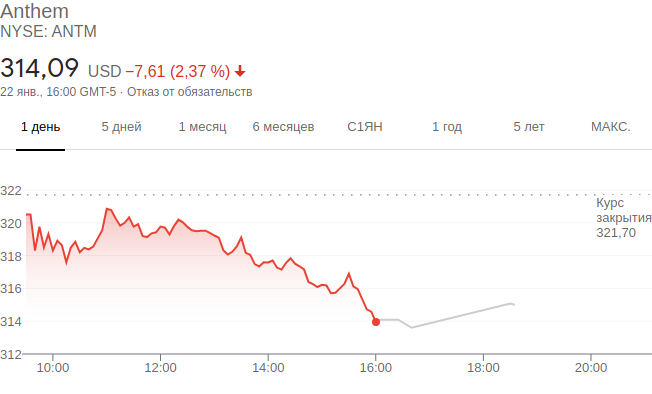 Anthem
NYSE: ANTM
314,09 USD −7,61 (2,37 %)
22 янв., 16:00 GMT-5 · Отказ от обязательств
1 день 5 дней 1 месяц 6 месяцев С1ЯН 1 год 5 лет МАКС.
322
Курс
закрытия
321,70
320
318
316
314
312
10:00 12:00 14:00 16:00 18:00 20:00